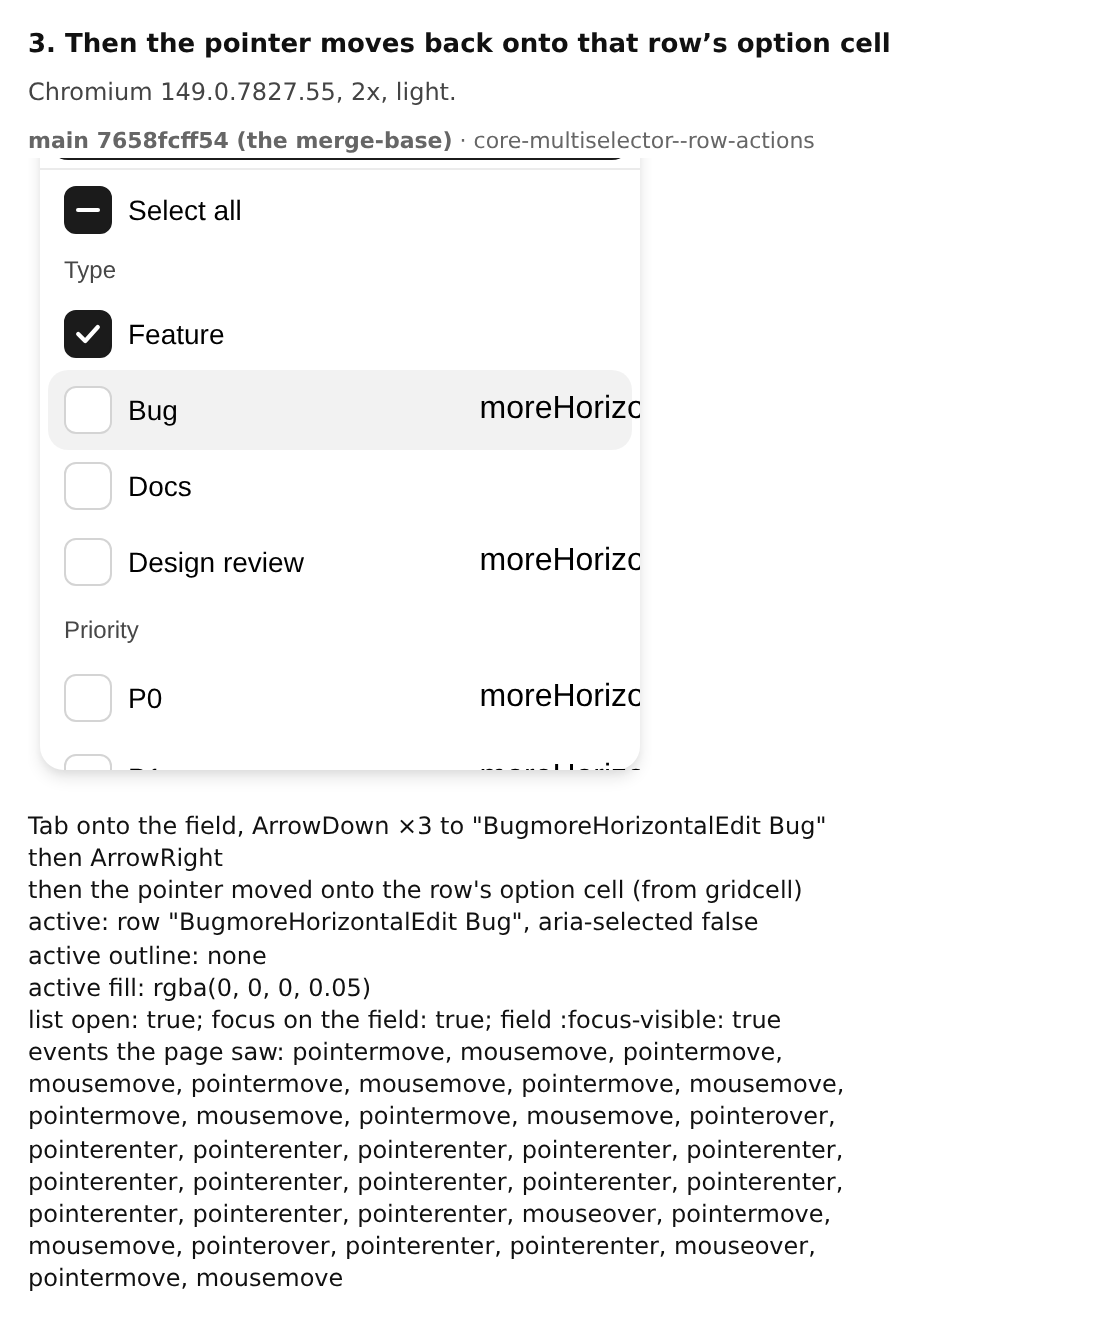 3. Then the pointer moves back onto that row’s option cell
Chromium 149.0.7827.55, 2x, light.
main 7658fcff54 (the merge-base) · core-multiselector--row-actions
Select all
Type
Feature
Bug moreHorizo
Docs
Design review moreHorizo
Priority
P0 moreHorizo
Tab onto the field, ArrowDown ×3 to "BugmoreHorizontalEdit Bug"
then ArrowRight
then the pointer moved onto the row's option cell (from gridcell)
active: row "BugmoreHorizontalEdit Bug", aria-selected false
active outline: none
active fill: rgba(0, 0, 0, 0.05)
list open: true; focus on the field: true; field :focus-visible: true
events the page saw: pointermove, mousemove, pointermove,
mousemove, pointermove, mousemove, pointermove, mousemove,
pointermove, mousemove, pointermove, mousemove, pointerover,
pointerenter, pointerenter, pointerenter, pointerenter, pointerenter,
pointerenter, pointerenter, pointerenter, pointerenter, pointerenter,
pointerenter, pointerenter, pointerenter, mouseover, pointermove,
mousemove, pointerover, pointerenter, pointerenter, mouseover,
pointermove, mousemove